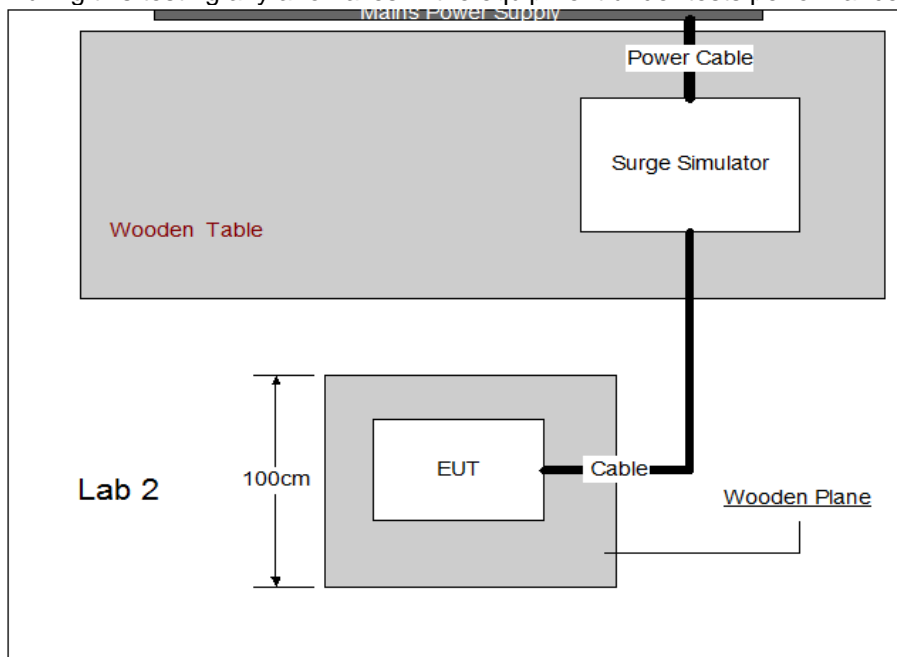 Mains Power Supply
Power Cable
Surge Simulator
Wooden Table
EUT
Cable
100cm
Lab 2
Wooden Plane